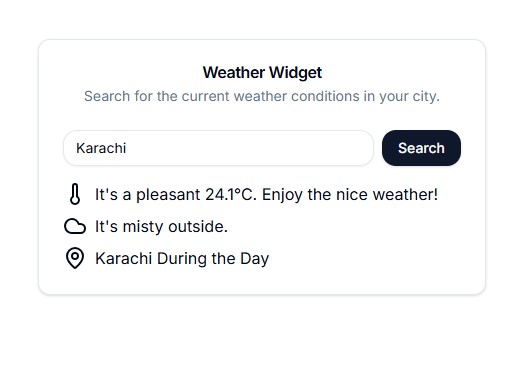 Weather Widget
Search for the current weather conditions in your city.
Karachi
Search
It's a pleasant 24.1°C. Enjoy the nice weather!
It's misty outside.
Karachi During the Day